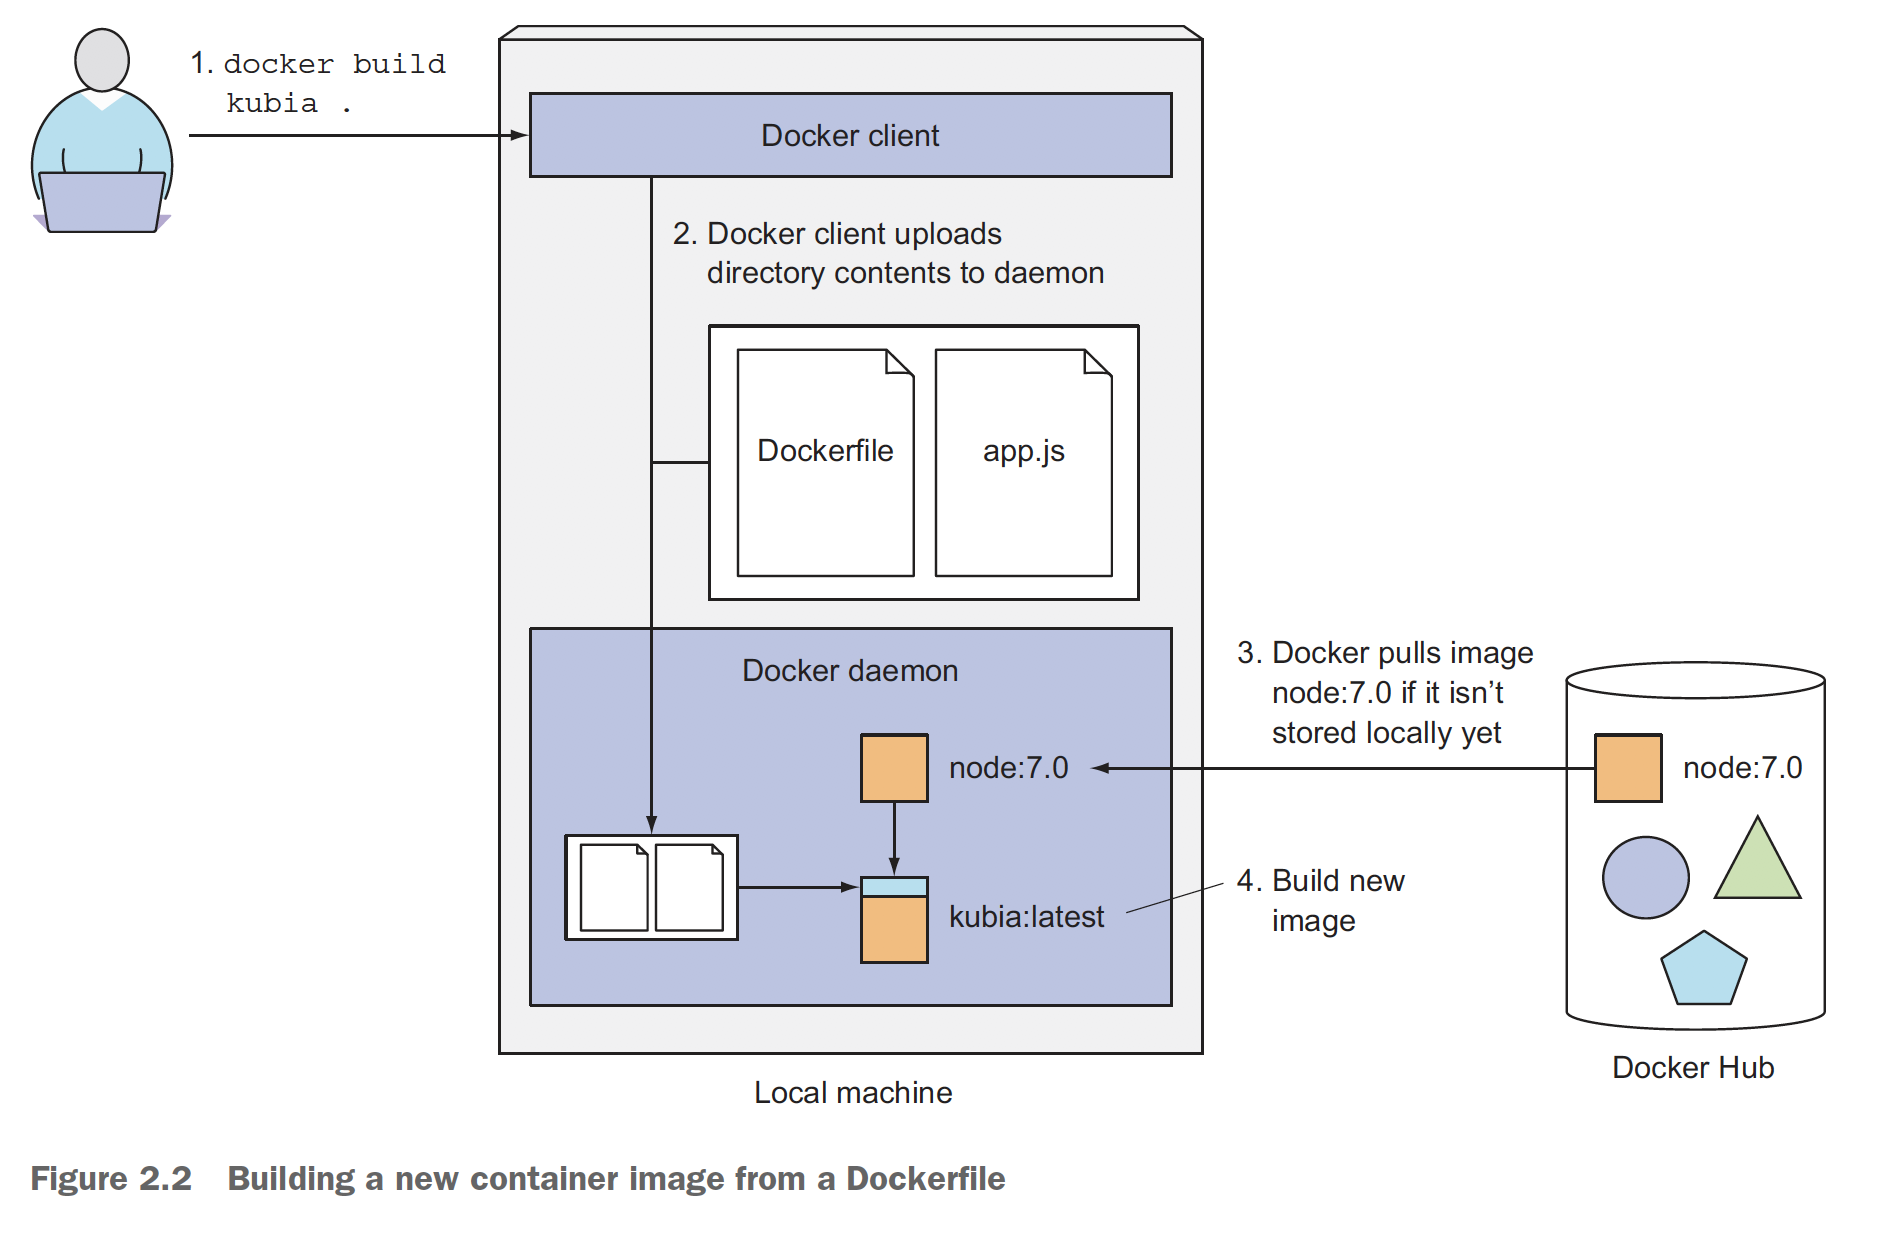 1. docker build
kubia .
Docker client
2. Docker client uploads
directory contents to daemon
Dockerfile
app.js
Docker daemon
3. Docker pulls image
node:7.0 if it isn’t
stored locally yet
node:7.0
node:7.0
kubia:latest
4. Build new
image
Docker Hub
Local machine
Figure 2.2 Building a new container image from a Dockerfile